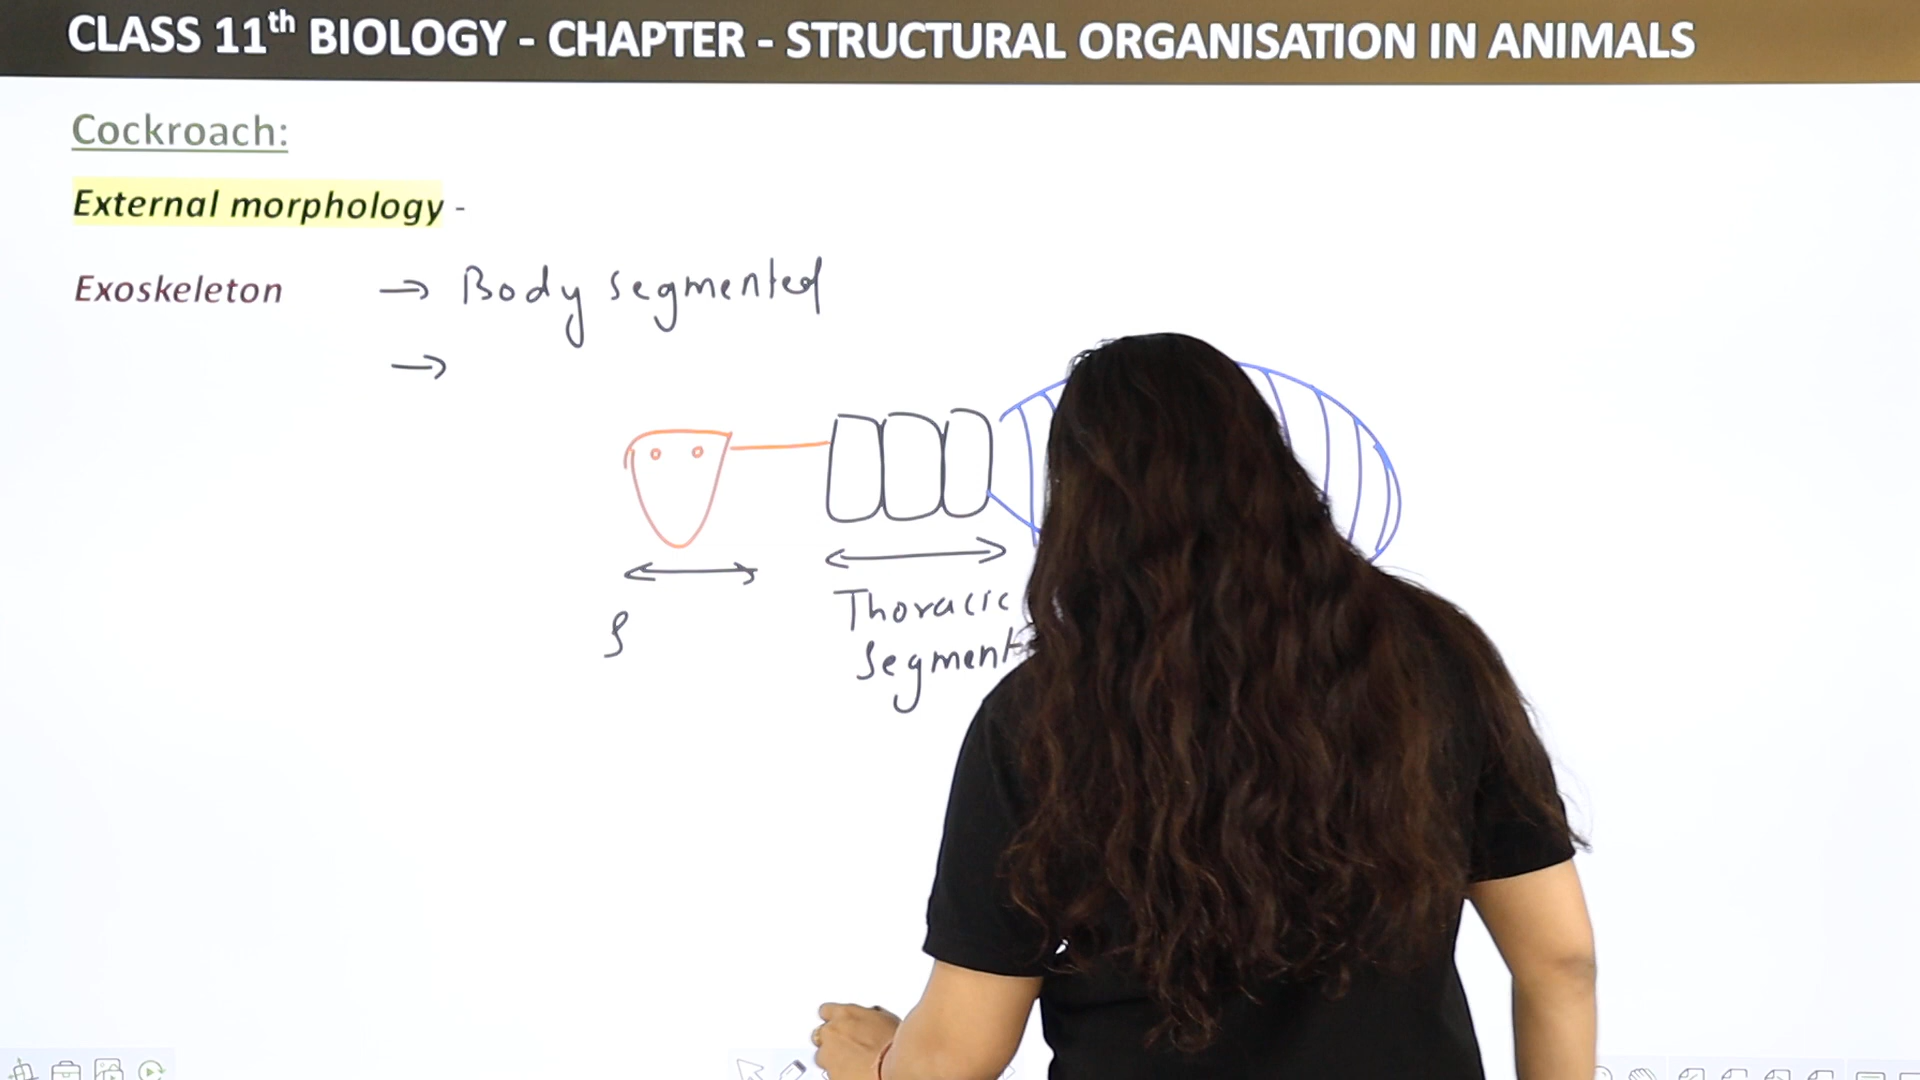 CLASS 11th BIOLOGY - CHAPTER - STRUCTURAL ORGANISATION IN ANIMALS
Cockroach:
External morphology -
Exoskeleton → Body segmented
→
Thoracic
Segment